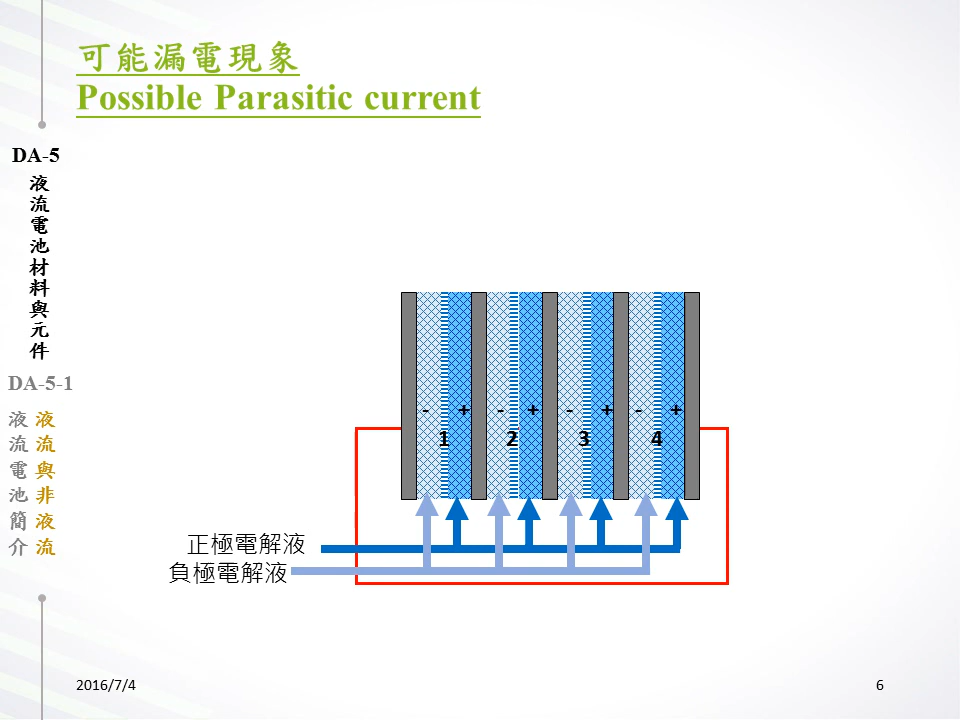 可能漏電現象
Possible Parasitic current
DA-5
液流電池材料與元件
DA-5-1
液流電池簡介
液流與非液流
- + - + - + - +
1 2 3 4
正極電解液
負極電解液
2016/7/4
6